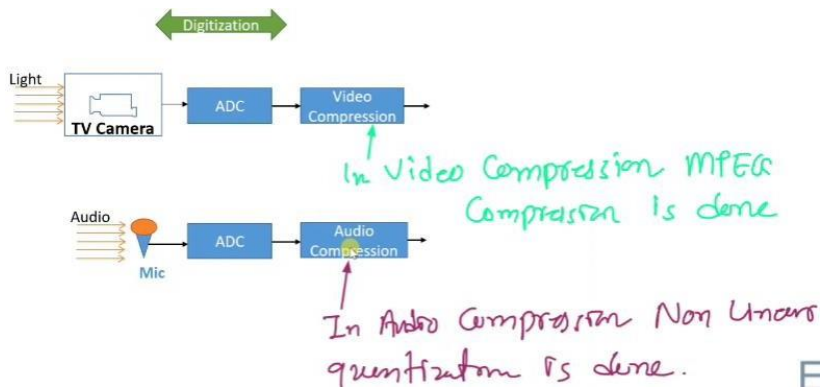 Digitization
Light
TV Camera
ADC
Video
Compression
In Video Compression MPEG
Compression is done
Audio
Mic
ADC
Audio
Compression
In Audio Compression Non Linear
quantization is done.
E